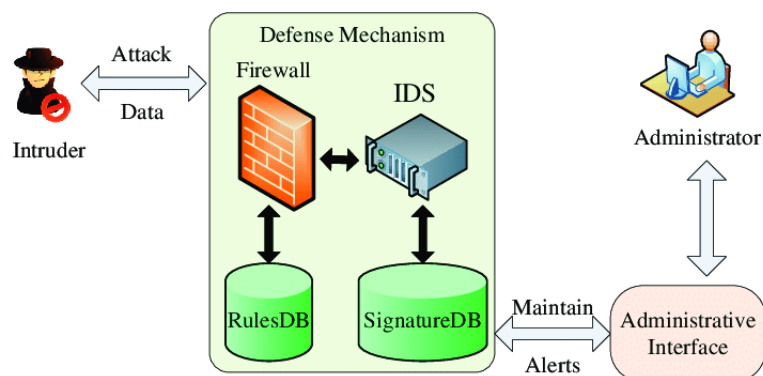 Defense Mechanism
Attack
Data
Intruder
Firewall
IDS
RulesDB
SignatureDB
Maintain
Alerts
Administrator
Administrative
Interface